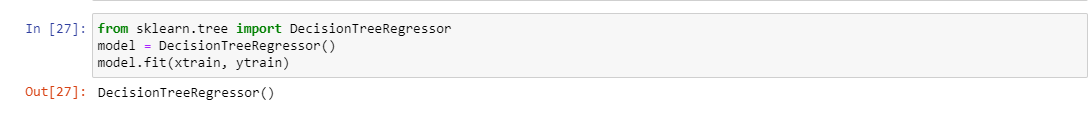 In [27]: from sklearn.tree import DecisionTreeRegressor
model = DecisionTreeRegressor()
model.fit(xtrain, ytrain)
Out[27]: DecisionTreeRegressor()